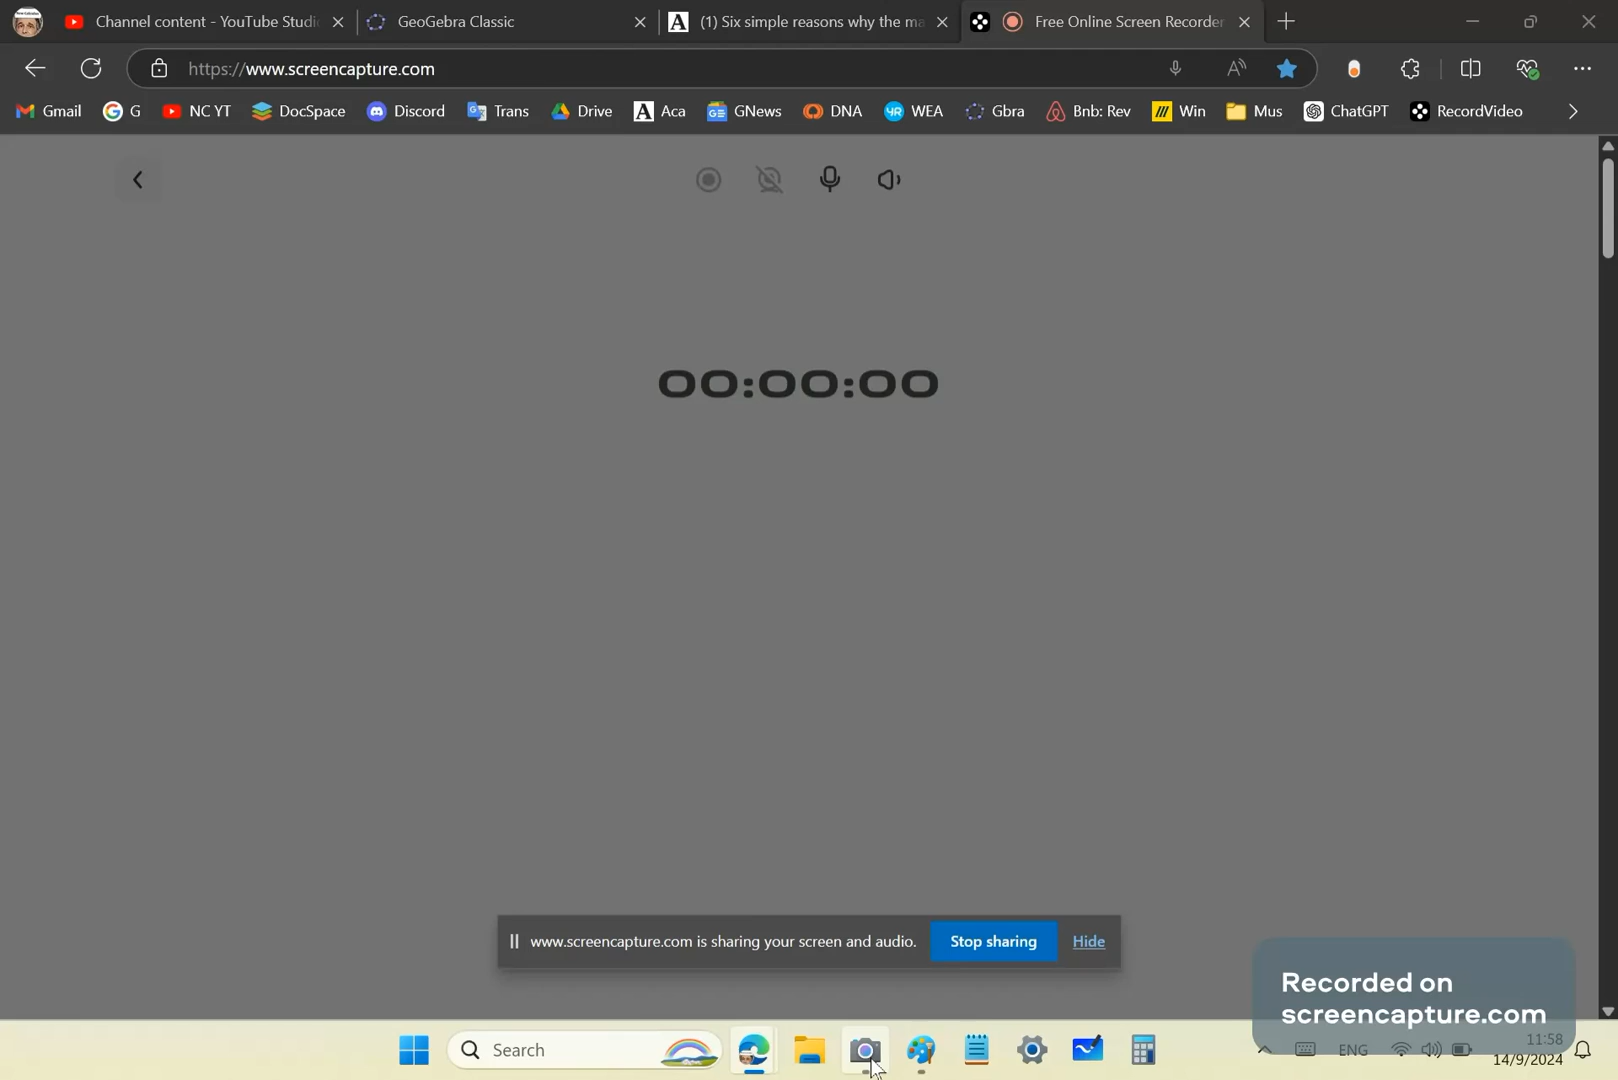 Channel content - YouTube Studi
GeoGebra Classic
(1) Six simple reasons why the ma
Free Online Screen Recorder
https://www.screencapture.com
Gmail
G
NC YT
DocSpace
Discord
Trans
Drive
Aca
GNews
DNA
WEA
Gbra
Bnb: Rev
Win
Mus
ChatGPT
RecordVideo
00:00:00
www.screencapture.com is sharing your screen and audio.
Stop sharing
Hide
Recorded on
screencapture.com
Search
ENG
11:58
14/9/2024